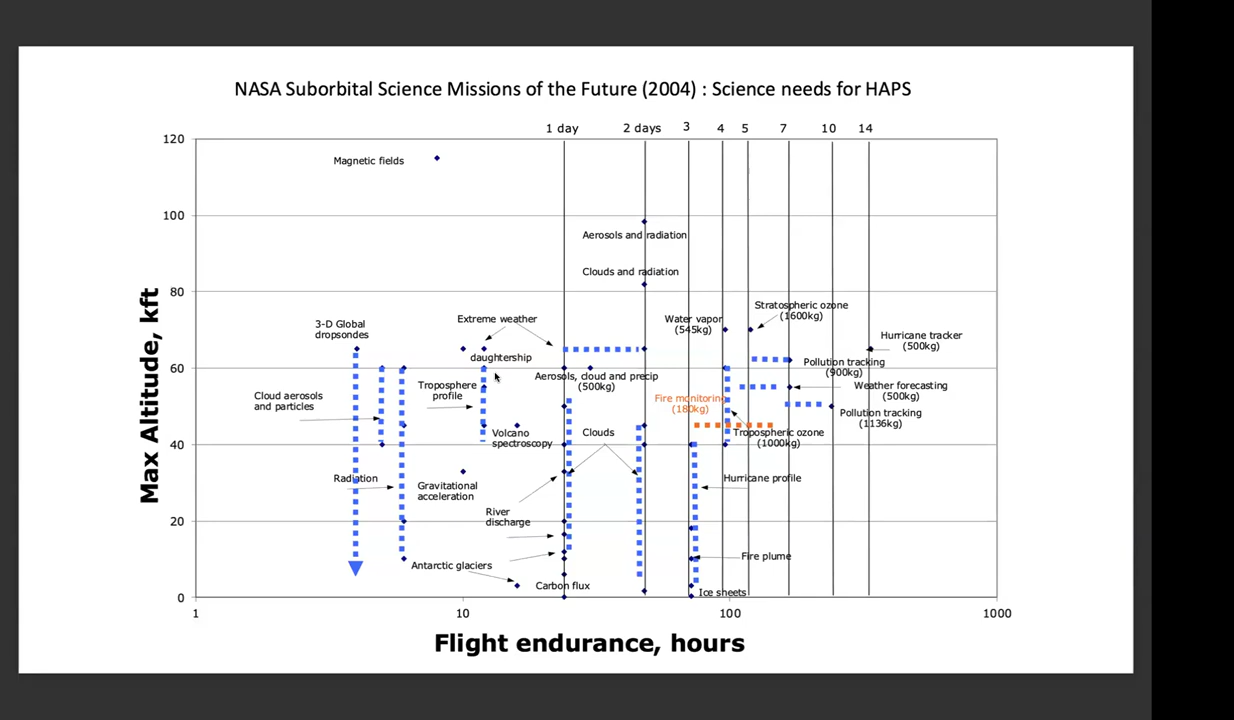 NASA Suborbital Science Missions of the Future (2004) : Science needs for HAPS
1 day
2 days
3
4
5
7
10
14
120
Magnetic fields
100
Aerosols and radiation
Clouds and radiation
80
Stratospheric ozone
(1600kg)
3-D Global
dropsondes
Extreme weather
Water vapor
(545kg)
Hurricane tracker
(500kg)
daughtership
60
Aerosols, cloud and precip
(500kg)
Pollution tracking
(900kg)
Troposphere
profile
Weather forecasting
(500kg)
Cloud aerosols
and particles
Fire monitoring
(180kg)
Pollution tracking
(1136kg)
Volcano
spectroscopy
Clouds
Tropospheric ozone
(1000kg)
40
Radiation
Gravitational
acceleration
Hurricane profile
River
discharge
20
Antarctic glaciers
Fire plume
Carbon flux
Ice sheets
0
1
10
100
1000
Max Altitude, kft
Flight endurance, hours